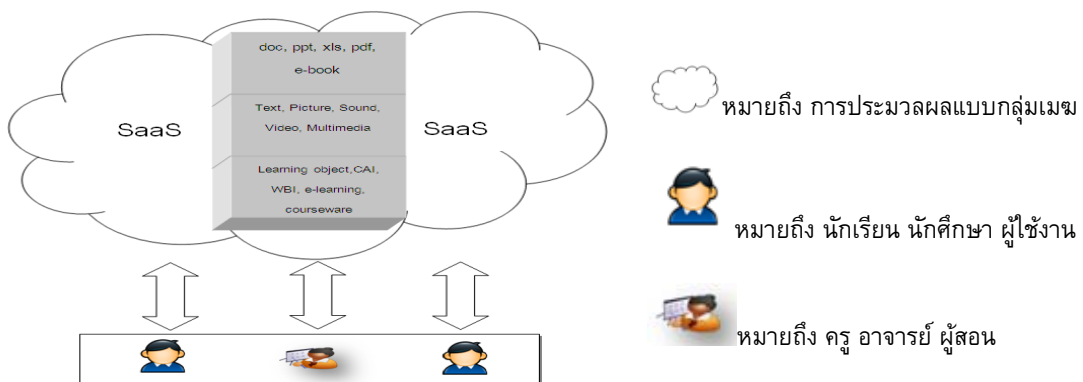 doc, ppt, xls, pdf,
e-book
Text, Picture, Sound,
Video, Multimedia
Learning object,CAI,
WBI, e-learning,
courseware
SaaS
SaaS
หมายถึง การประมวลผลแบบกลุ่มเมฆ
หมายถึง นักเรียน นักศึกษา ผู้ใช้งาน
หมายถึง ครู อาจารย์ ผู้สอน